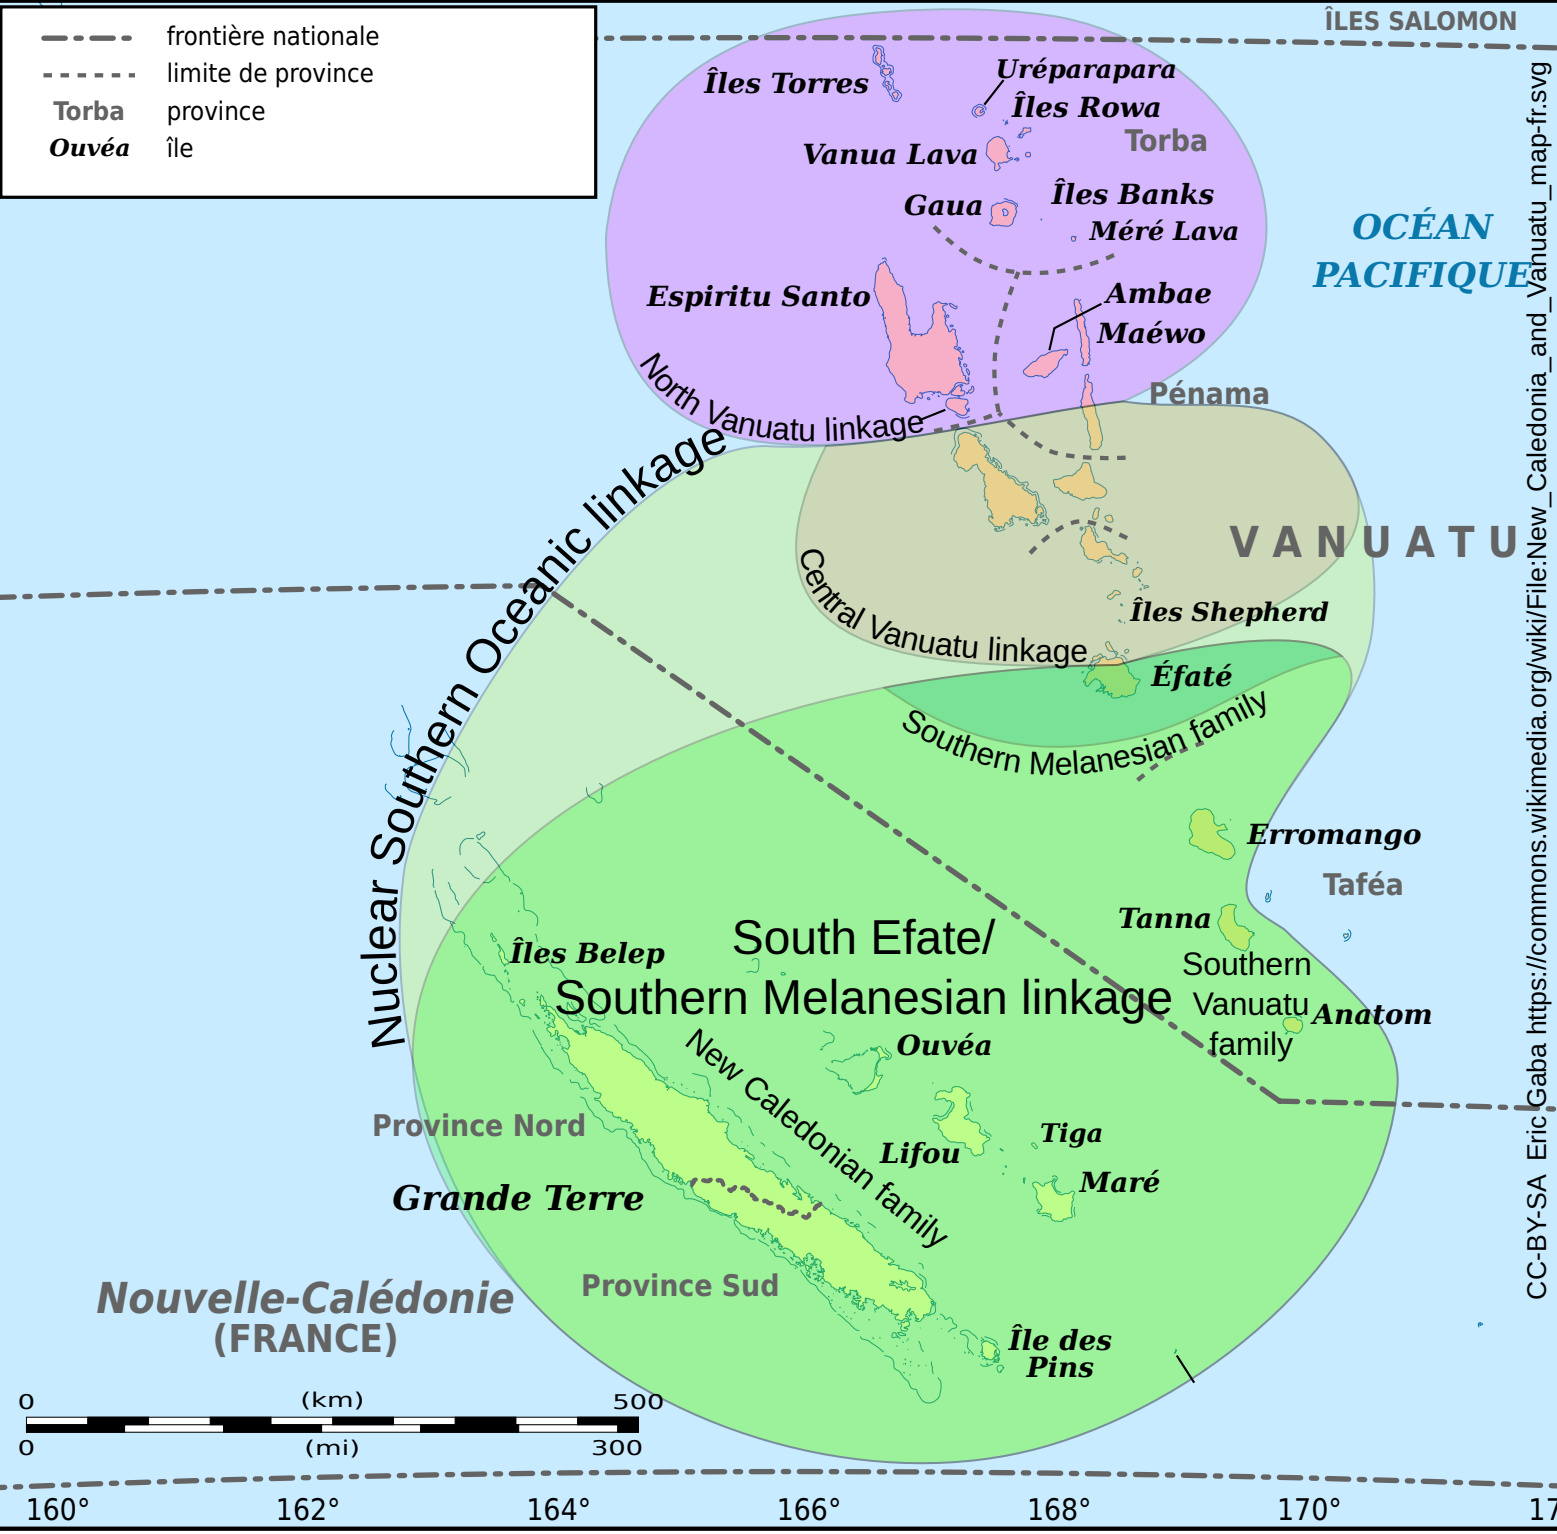 frontière nationale
limite de province
Torba province
Ouvéa île
ÎLES SALOMON
Îles Torres
Uréparapara
Îles Rowa
Torba
Vanua Lava
Îles Banks
Gaua
Méré Lava
OCÉAN
PACIFIQUE
Espiritu Santo
Ambae
Maéwo
Pénama
North Vanuatu linkage
Nuclear Southern Oceanic linkage
VANUATU
Central Vanuatu linkage
Îles Shepherd
Éfaté
Southern Melanesian family
Erromango
Taféa
Tanna
South Efate/
Southern Melanesian linkage
Îles Belep
Southern
Vanuatu
family
Anatom
Ouvéa
New Caledonian family
Province Nord
Tiga
Lifou
Maré
Grande Terre
Province Sud
Nouvelle-Calédonie
(FRANCE)
Île des
Pins
0 (km) 500
0 (mi) 300
160° 162° 164° 166° 168° 170° 17
CC-BY-SA Eric Gaba https://commons.wikimedia.org/wiki/File:New_Caledonia_and_Vanuatu_map-fr.svg